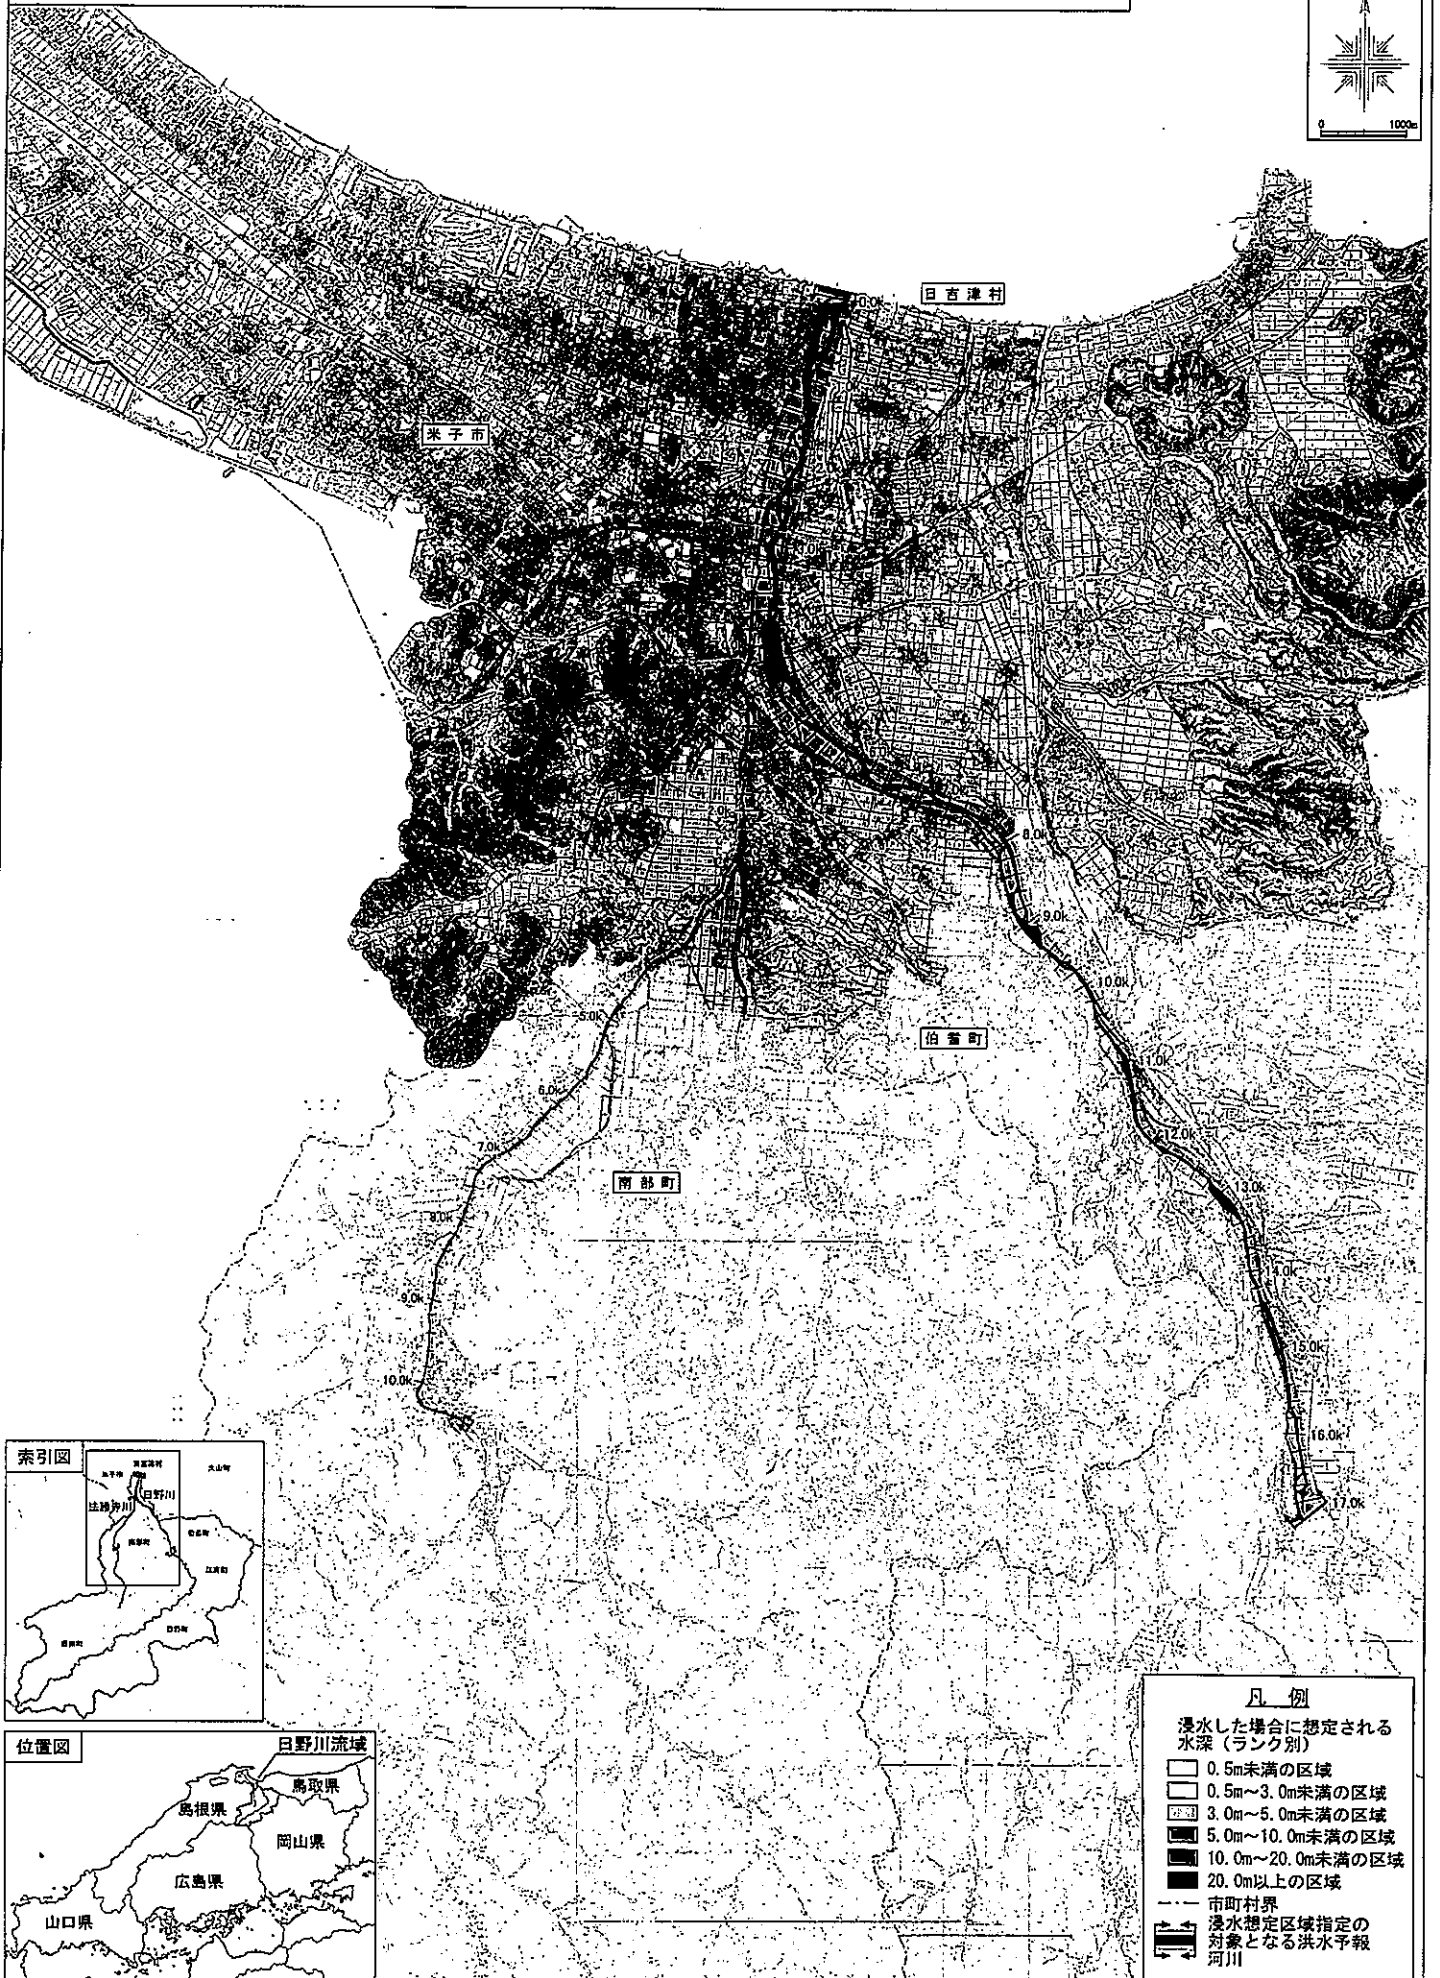 0 1000m
日吉津村
米子市
0.0k
8.0k
9.0k
10.0k
伯耆町
5.0k
11.0k
6.0k
12.0k
7.0k
南部町
13.0k
8.0k
14.0k
9.0k
15.0k
10.0k
16.0k
17.0k
索引図
米子市
日吉津村
大山町
日野川
法勝寺川
南部町
伯耆町
江府町
日南町
日野町
位置図
日野川流域
鳥取県
島根県
岡山県
広島県
山口県
凡例
浸水した場合に想定される
水深(ランク別)
0.5m未満の区域
0.5m~3.0m未満の区域
3.0m~5.0m未満の区域
5.0m~10.0m未満の区域
10.0m~20.0m未満の区域
20.0m以上の区域
市町村界
浸水想定区域指定の
対象となる洪水予報
河川